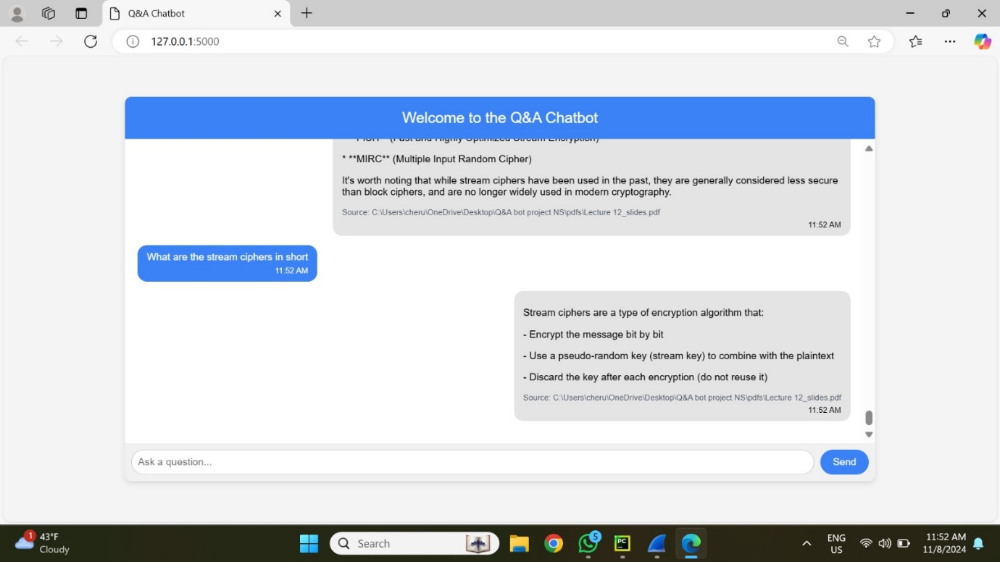 Q&A Chatbot
127.0.0.1:5000
Welcome to the Q&A Chatbot
(Fast and Highly Optimized Stream Encryption)
* **MIRC** (Multiple Input Random Cipher)
It's worth noting that while stream ciphers have been used in the past, they are generally considered less secure
than block ciphers, and are no longer widely used in modern cryptography.
Source: C:\Users\cheru\OneDrive\Desktop\Q&A bot project NS\pdfs\Lecture 12_slides.pdf
11:52 AM
What are the stream ciphers in short
11:52 AM
Stream ciphers are a type of encryption algorithm that:
- Encrypt the message bit by bit
- Use a pseudo-random key (stream key) to combine with the plaintext
- Discard the key after each encryption (do not reuse it)
Source: C:\Users\cheru\OneDrive\Desktop\Q&A bot project NS\pdfs\Lecture 12_slides.pdf
11:52 AM
Ask a question...
Send
1
43°F
Cloudy
Search
5
PC
ENG
US
11:52 AM
11/8/2024